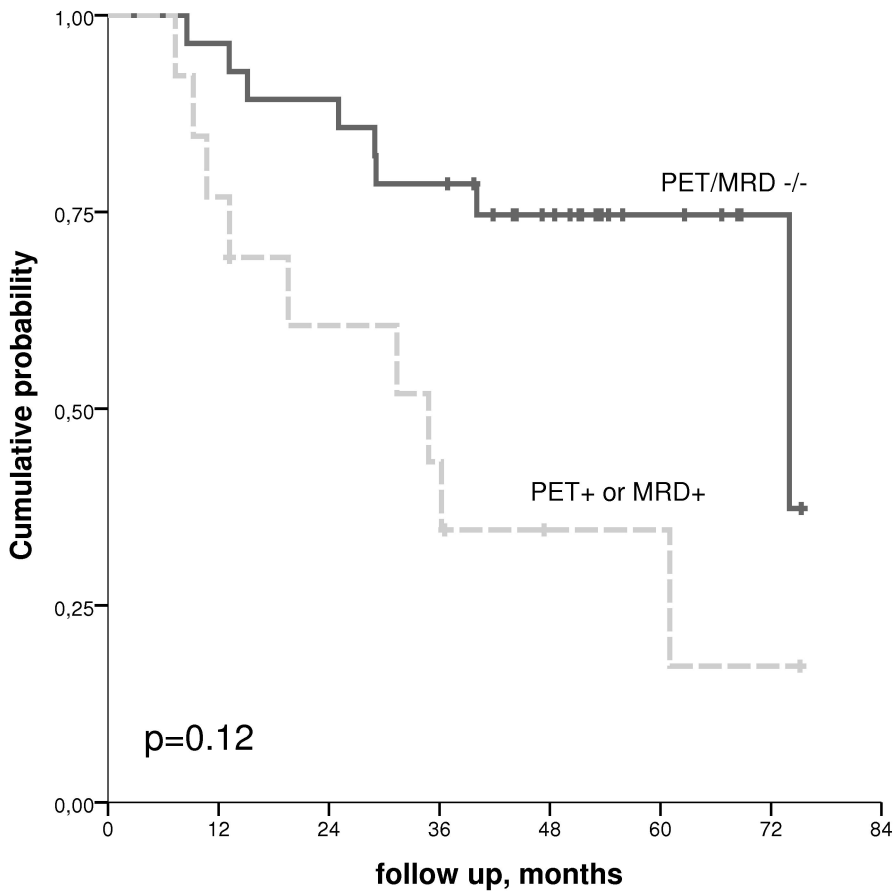 1,00
0,75
0,50
0,25
0,00
Cumulative probability
PET/MRD -/-
PET+ or MRD+
p=0.12
0 12 24 36 48 60 72 84
follow up, months